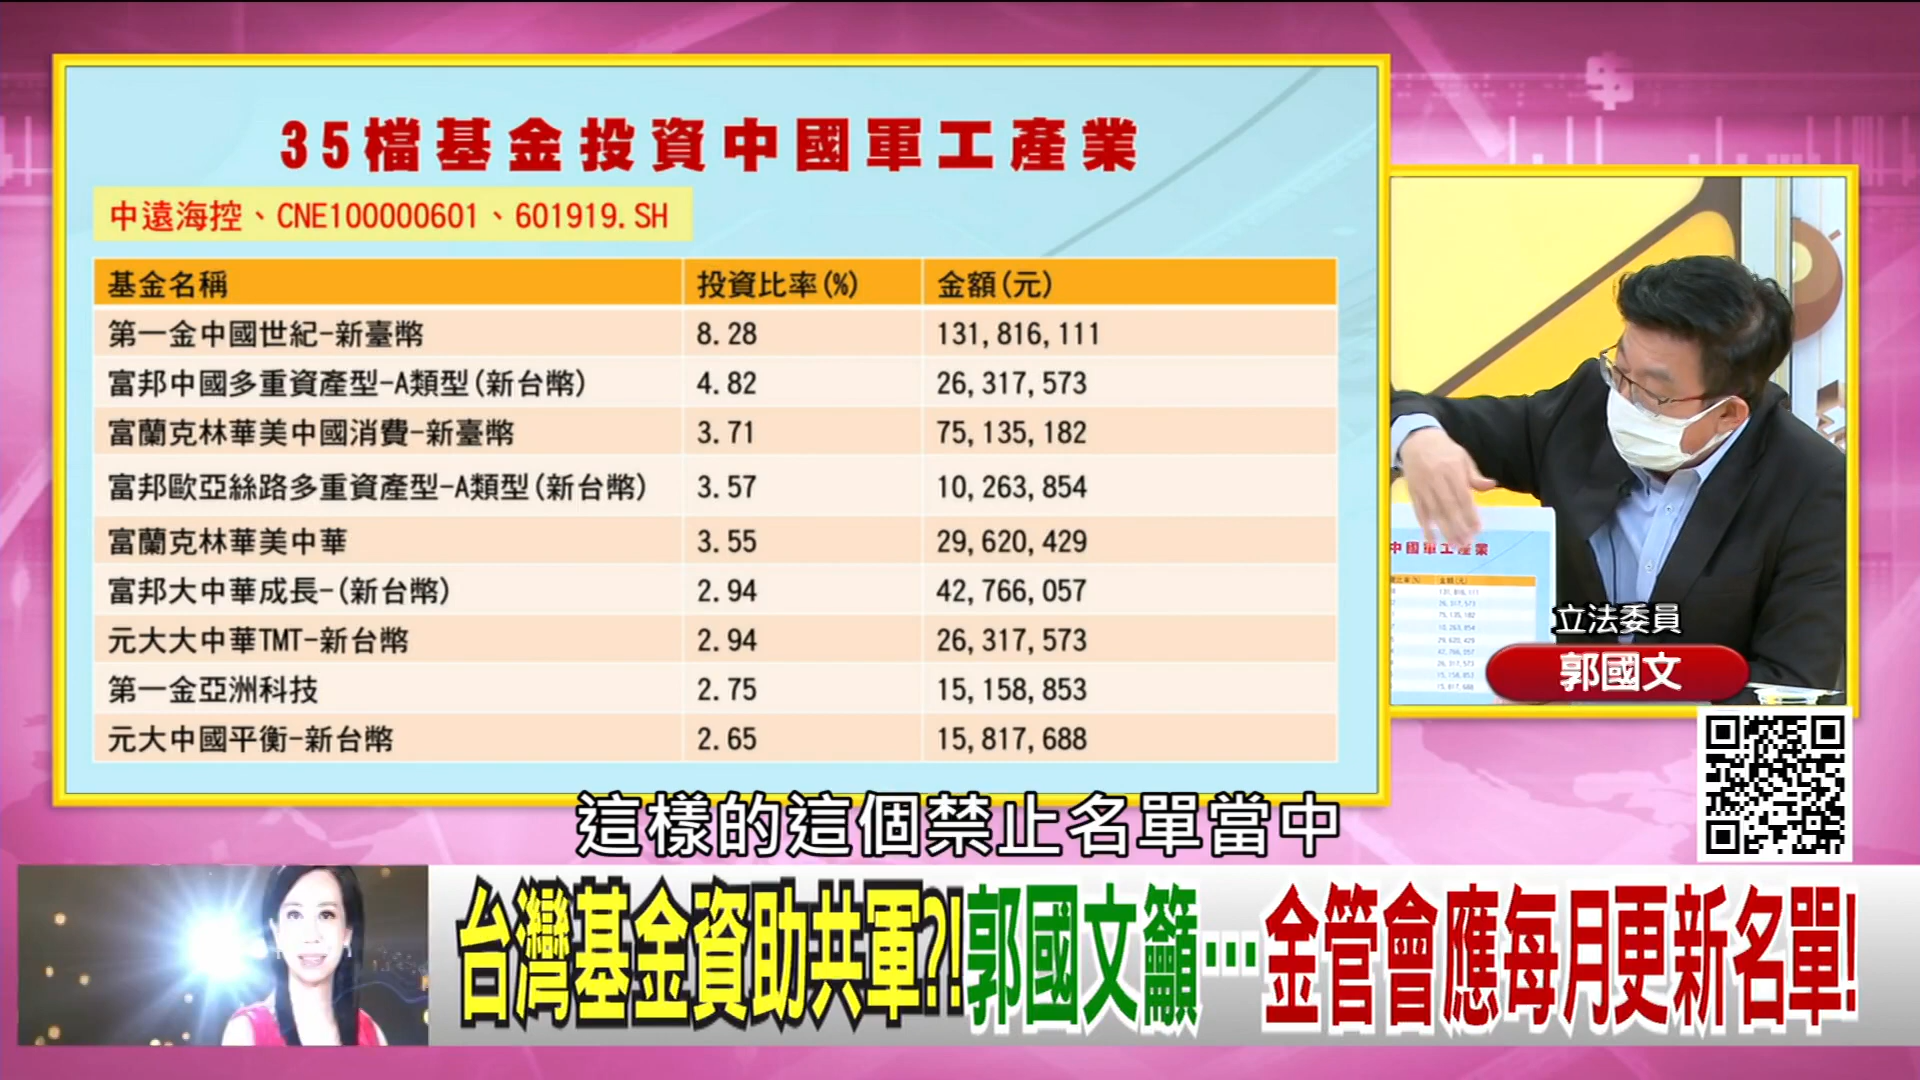 35檔基金投資中國軍工產業
中遠海控、CNE100000601、601919.SH
基金名稱 投資比率(%) 金額(元)
第一金中國世紀-新臺幣 8.28 131,816,111
富邦中國多重資產型-A類型(新台幣) 4.82 26,317,573
富蘭克林華美中國消費-新臺幣 3.71 75,135,182
富邦歐亞絲路多重資產型-A類型(新台幣) 3.57 10,263,854
富蘭克林華美中華 3.55 29,620,429
富邦大中華成長-(新台幣) 2.94 42,766,057
元大大中華TMT-新台幣 2.94 26,317,573
第一金亞洲科技 2.75 15,158,853
元大中國平衡-新台幣 2.65 15,817,688
中國軍工產業
立法委員
郭國文
這樣的這個禁止名單當中
台灣基金資助共軍?!郭國文籲…金管會應每月更新名單!